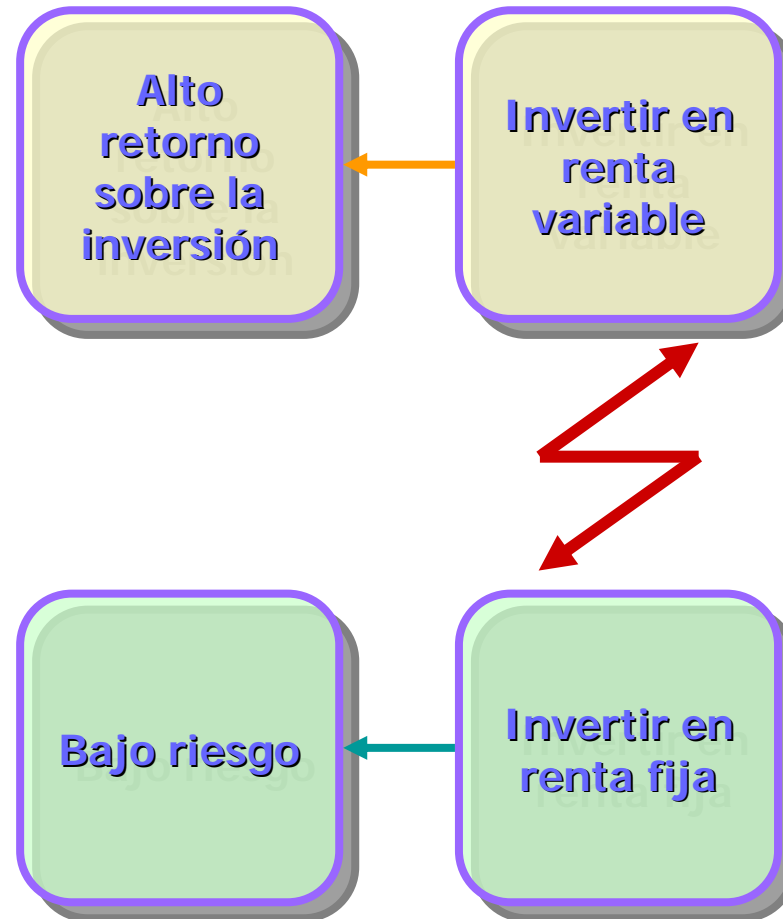 Alto
retorno
sobre la
inversión
Invertir en
renta
variable
Bajo riesgo
Invertir en
renta fija